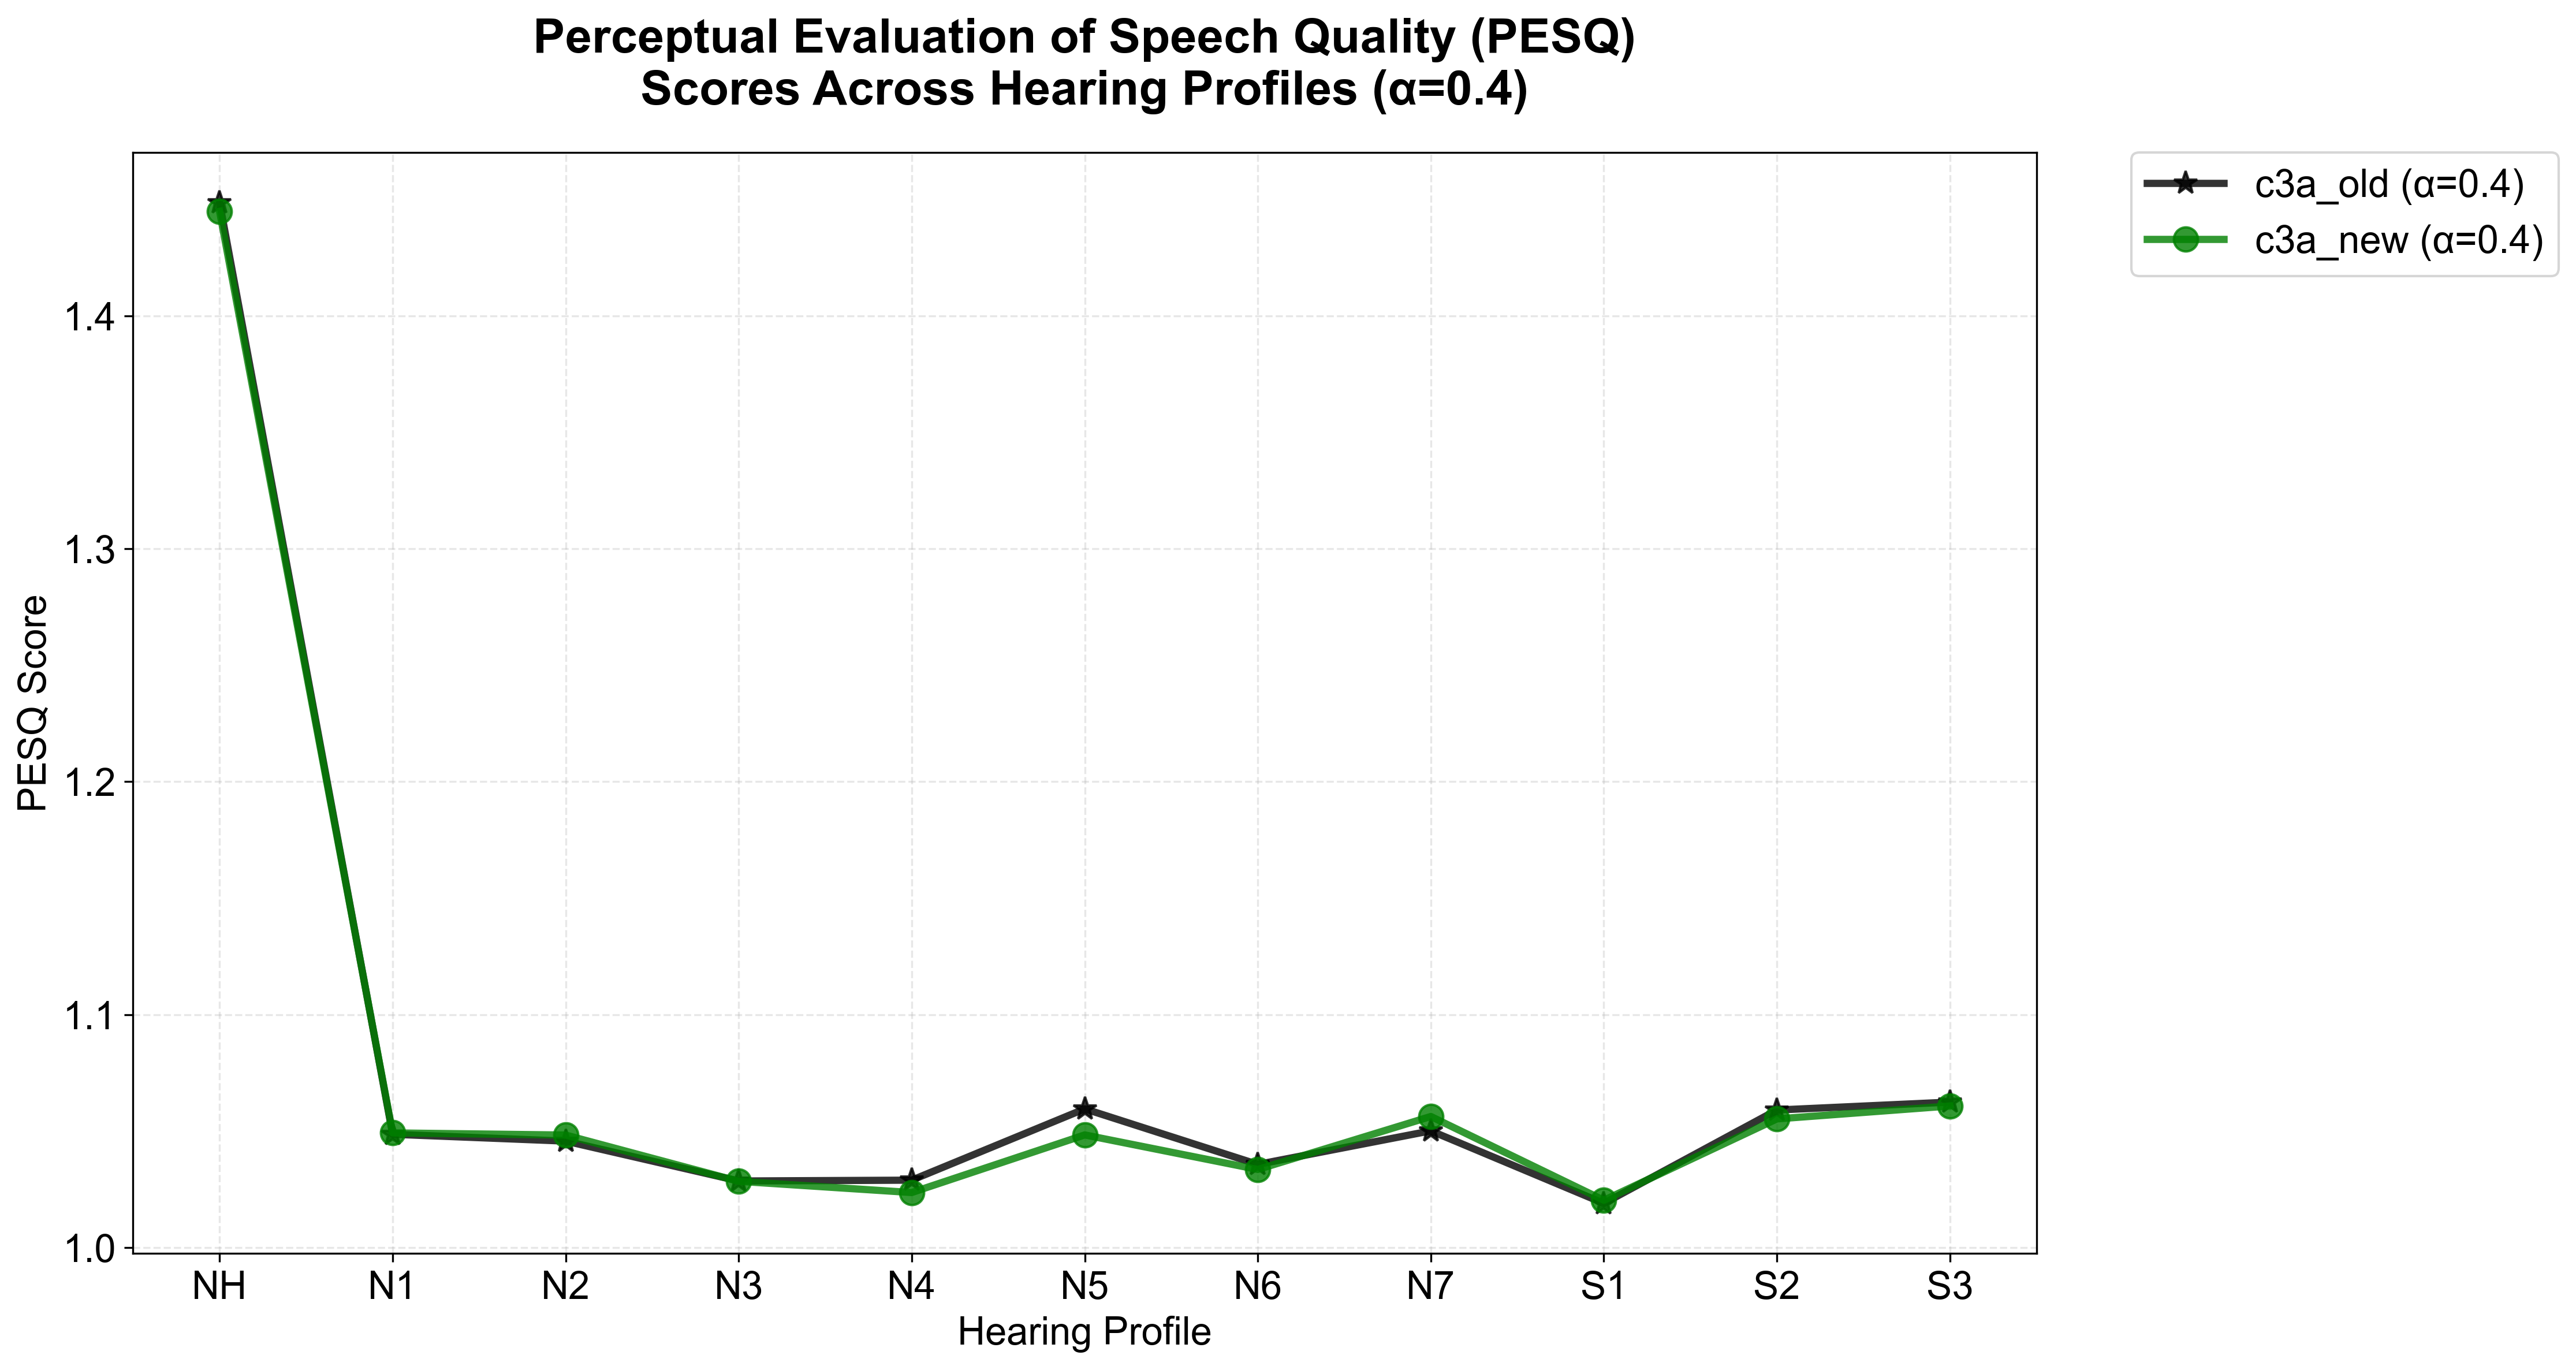 Perceptual Evaluation of Speech Quality (PESQ)
Scores Across Hearing Profiles (α=0.4)
c3a_old (α=0.4)
c3a_new (α=0.4)
PESQ Score
1.4
1.3
1.2
1.1
1.0
NH N1 N2 N3 N4 N5 N6 N7 S1 S2 S3
Hearing Profile